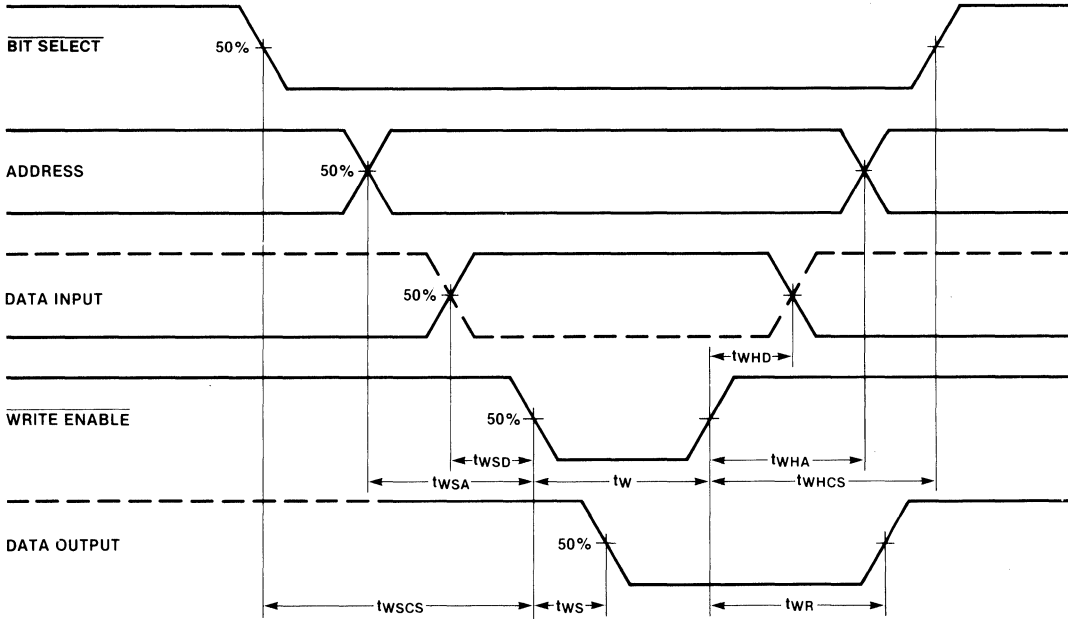 BIT SELECT
50%
ADDRESS
50%
DATA INPUT
50%
tWHD
WRITE ENABLE
50%
tWSD
tWHA
tWSA
tW
tWHCS
DATA OUTPUT
50%
tWSCS
tWS
tWR